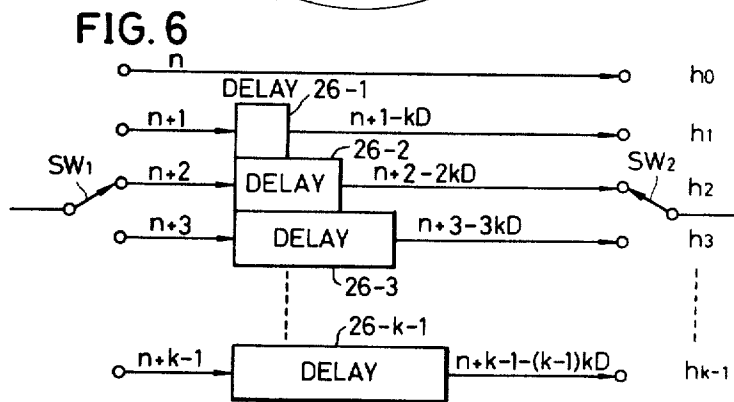 FIG. 6
n h0
DELAY 26-1
n+1 n+1-kD h1
26-2
SW1 n+2 DELAY n+2-2kD SW2 h2
n+3 DELAY n+3-3kD h3
26-3
26-k-1
n+k-1 DELAY n+k-1-(k-1)kD hk-1